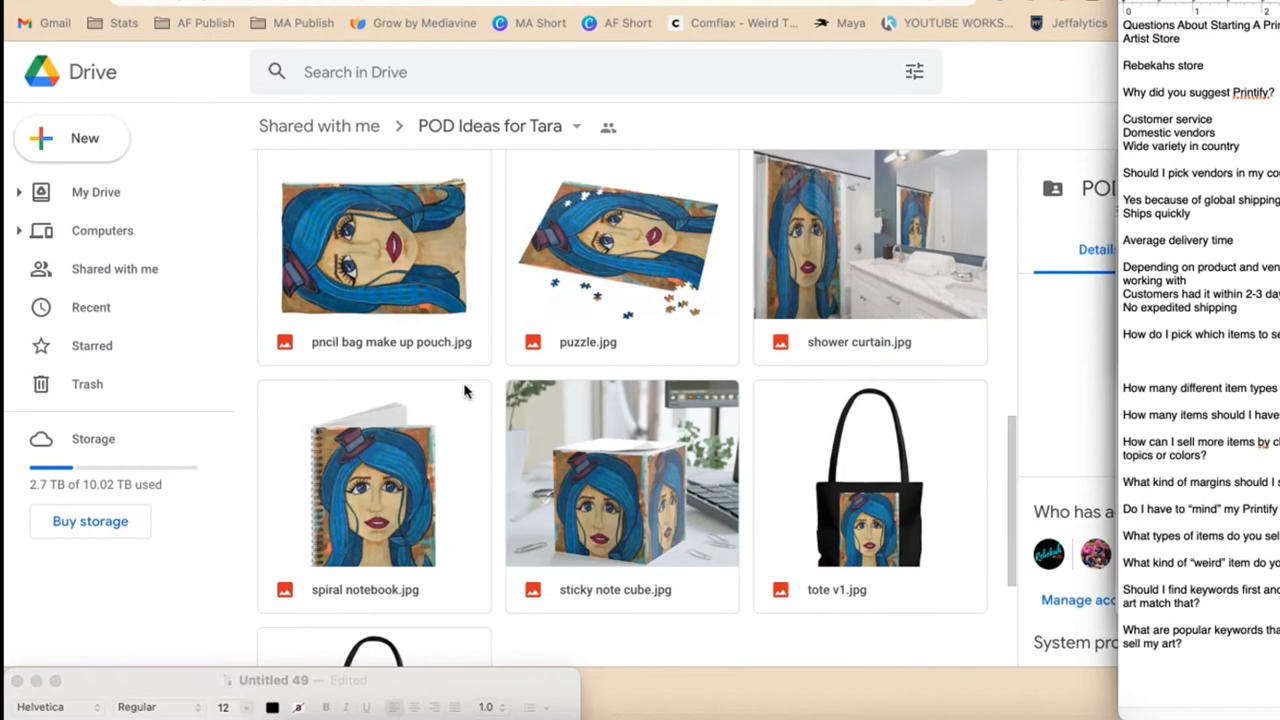 Gmail Stats AF Publish MA Publish Grow by Mediavine MA Short AF Short Comflax - Weird T... Maya YOUTUBE WORKS... Jeffalytics
Drive
Search in Drive
New
My Drive
Computers
Shared with me
Recent
Starred
Trash
Storage
2.7 TB of 10.02 TB used
Buy storage
Shared with me > POD Ideas for Tara
pncil bag make up pouch.jpg
puzzle.jpg
shower curtain.jpg
spiral notebook.jpg
sticky note cube.jpg
tote v1.jpg
POD
Detail
Who has a
Rebekah
Manage acc
System pro
Untitled 49 — Edited
Helvetica Regular 12 B I U 1.0
0 1 2
Questions About Starting A Prin
Artist Store
Rebekahs store
Why did you suggest Printify?
Customer service
Domestic vendors
Wide variety in country
Should I pick vendors in my cou
Yes because of global shipping
Ships quickly
Average delivery time
Depending on product and ven
working with
Customers had it within 2-3 da
No expedited shipping
How do I pick which items to se
How many different item types
How many items should I have
How can I sell more items by c
topics or colors?
What kind of margins should I s
Do I have to “mind” my Printify
What types of items do you sel
What kind of “weird” item do yo
Should I find keywords first and
art match that?
What are popular keywords tha
sell my art?